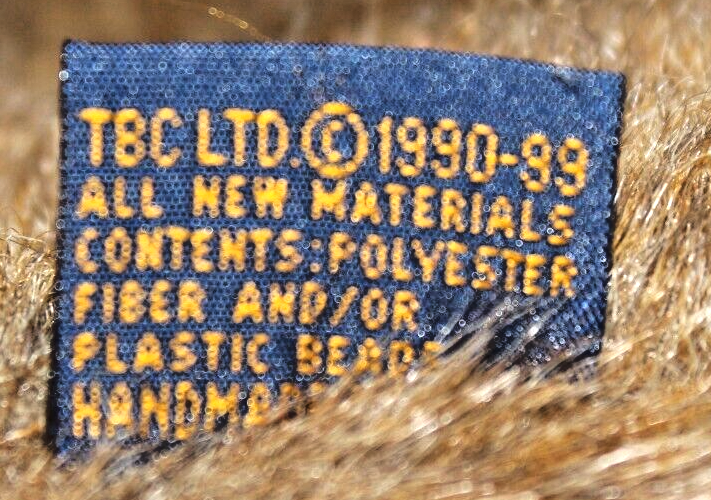 TBC LTD. © 1990-99
ALL NEW MATERIALS
CONTENTS: POLYESTER
FIBER AND/OR
PLASTIC